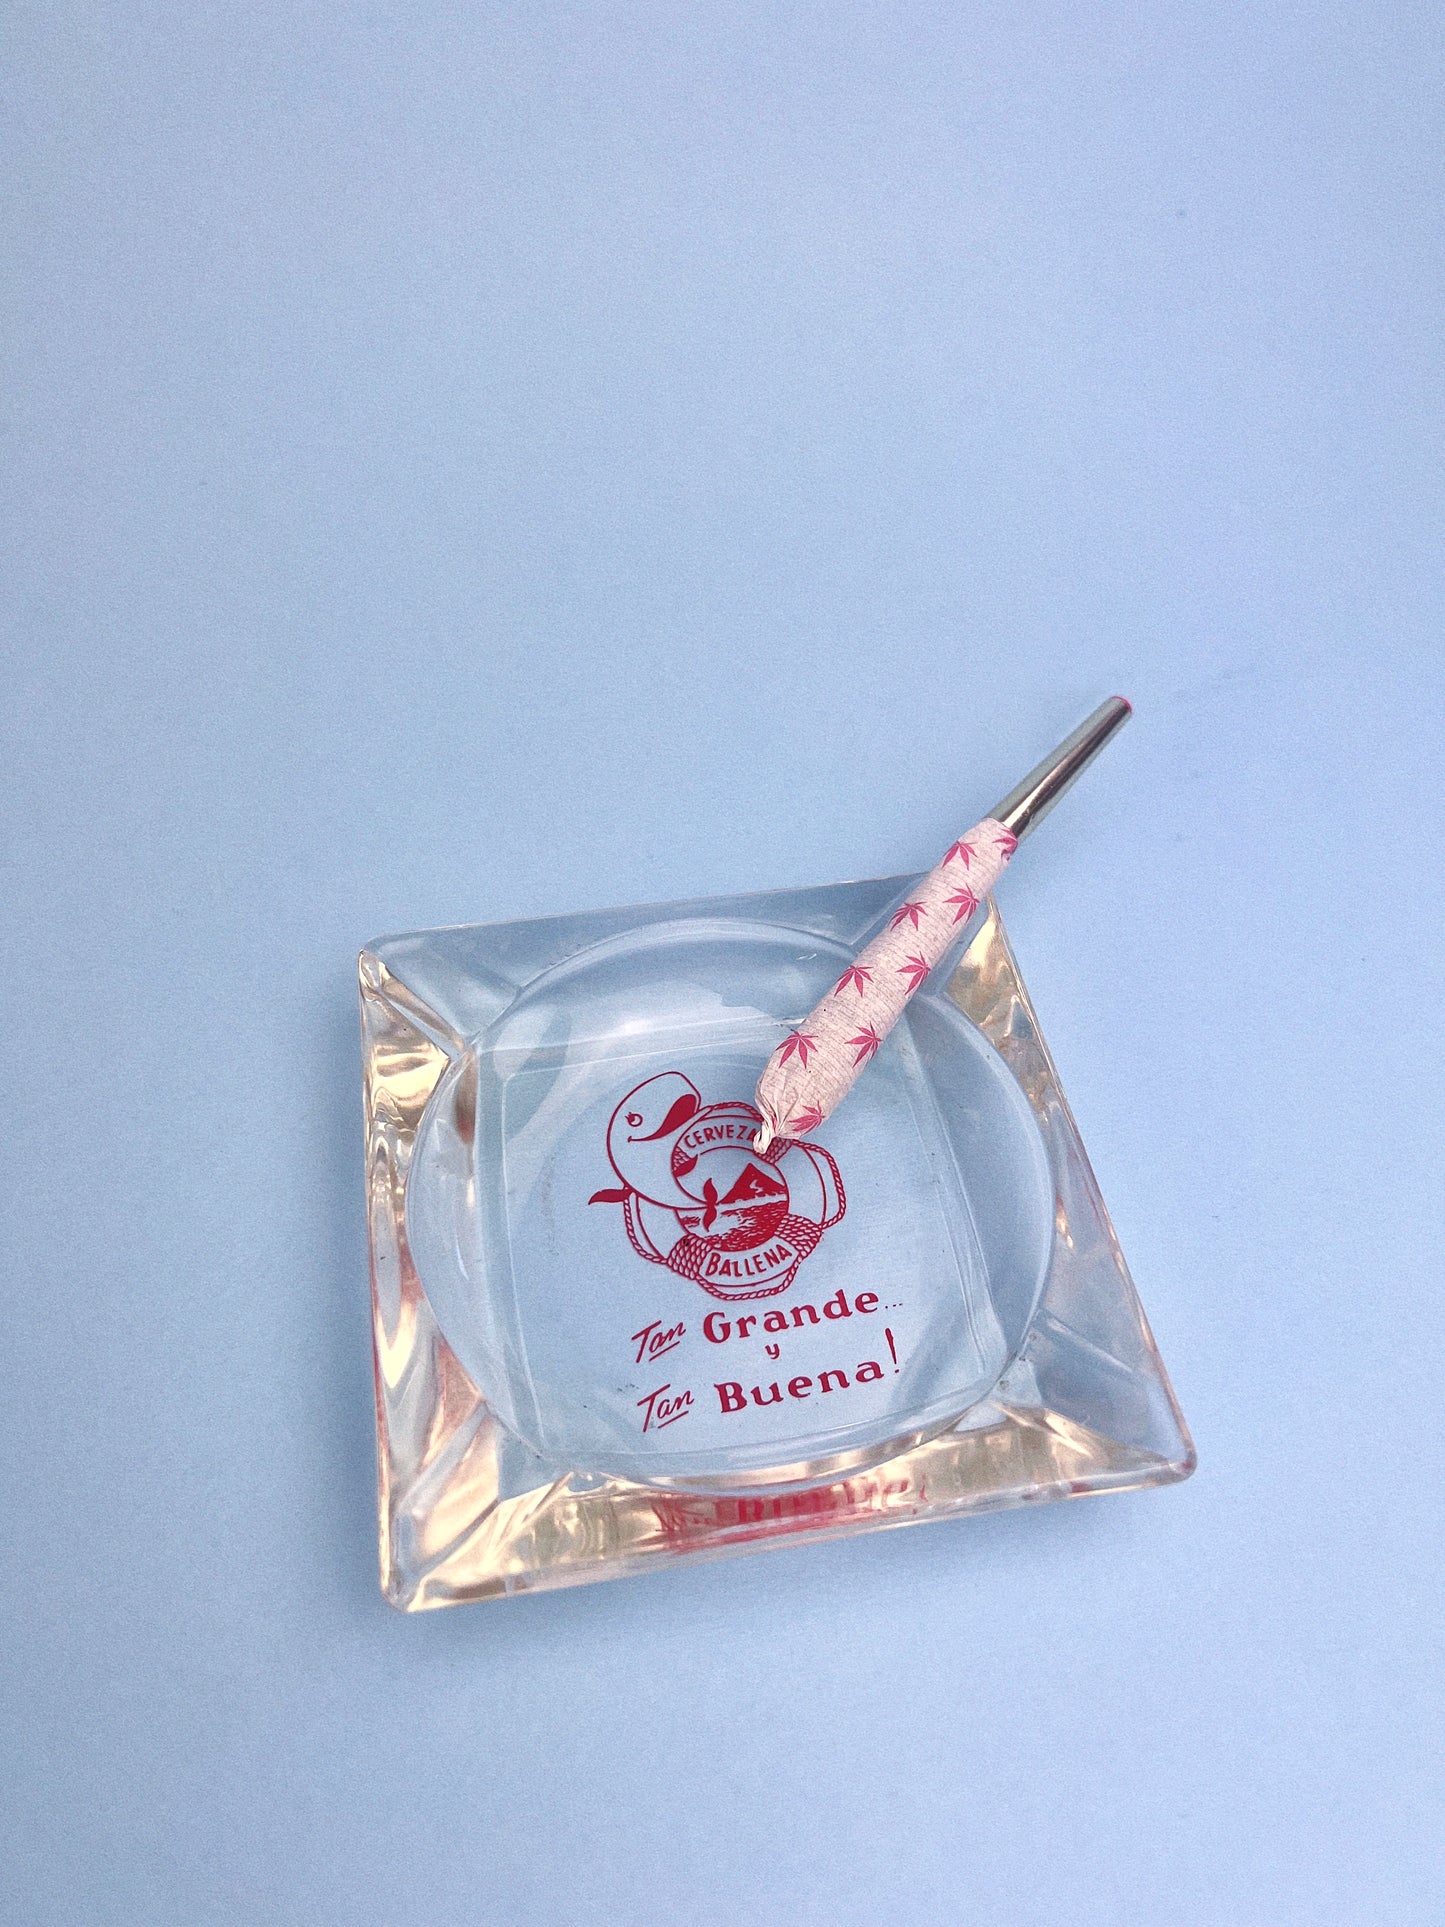 CERVEZA
BALLENA
Tan Grande...
y
Tan Buena!